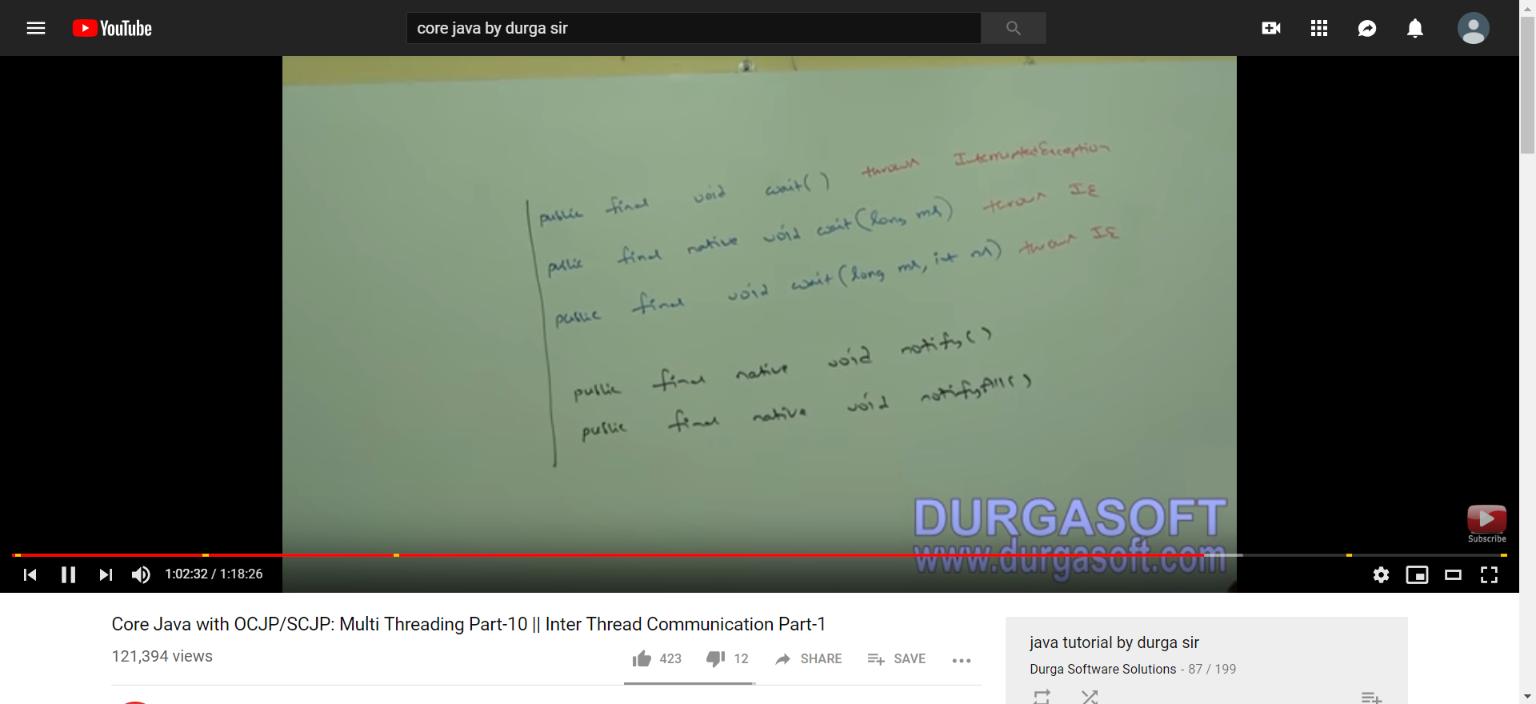 YouTube
core java by durga sir
public final void wait() throws InterruptedException
public final native void wait(long ms) throws IE
public final void wait(long ms, int ns) throws IE
public final native void notify()
public final native void notifyAll()
DURGASOFT
www.durgasoft.com
Subscribe
1:02:32 / 1:18:26
Core Java with OCJP/SCJP: Multi Threading Part-10 || Inter Thread Communication Part-1
121,394 views
423
12
SHARE
SAVE
java tutorial by durga sir
Durga Software Solutions - 87 / 199